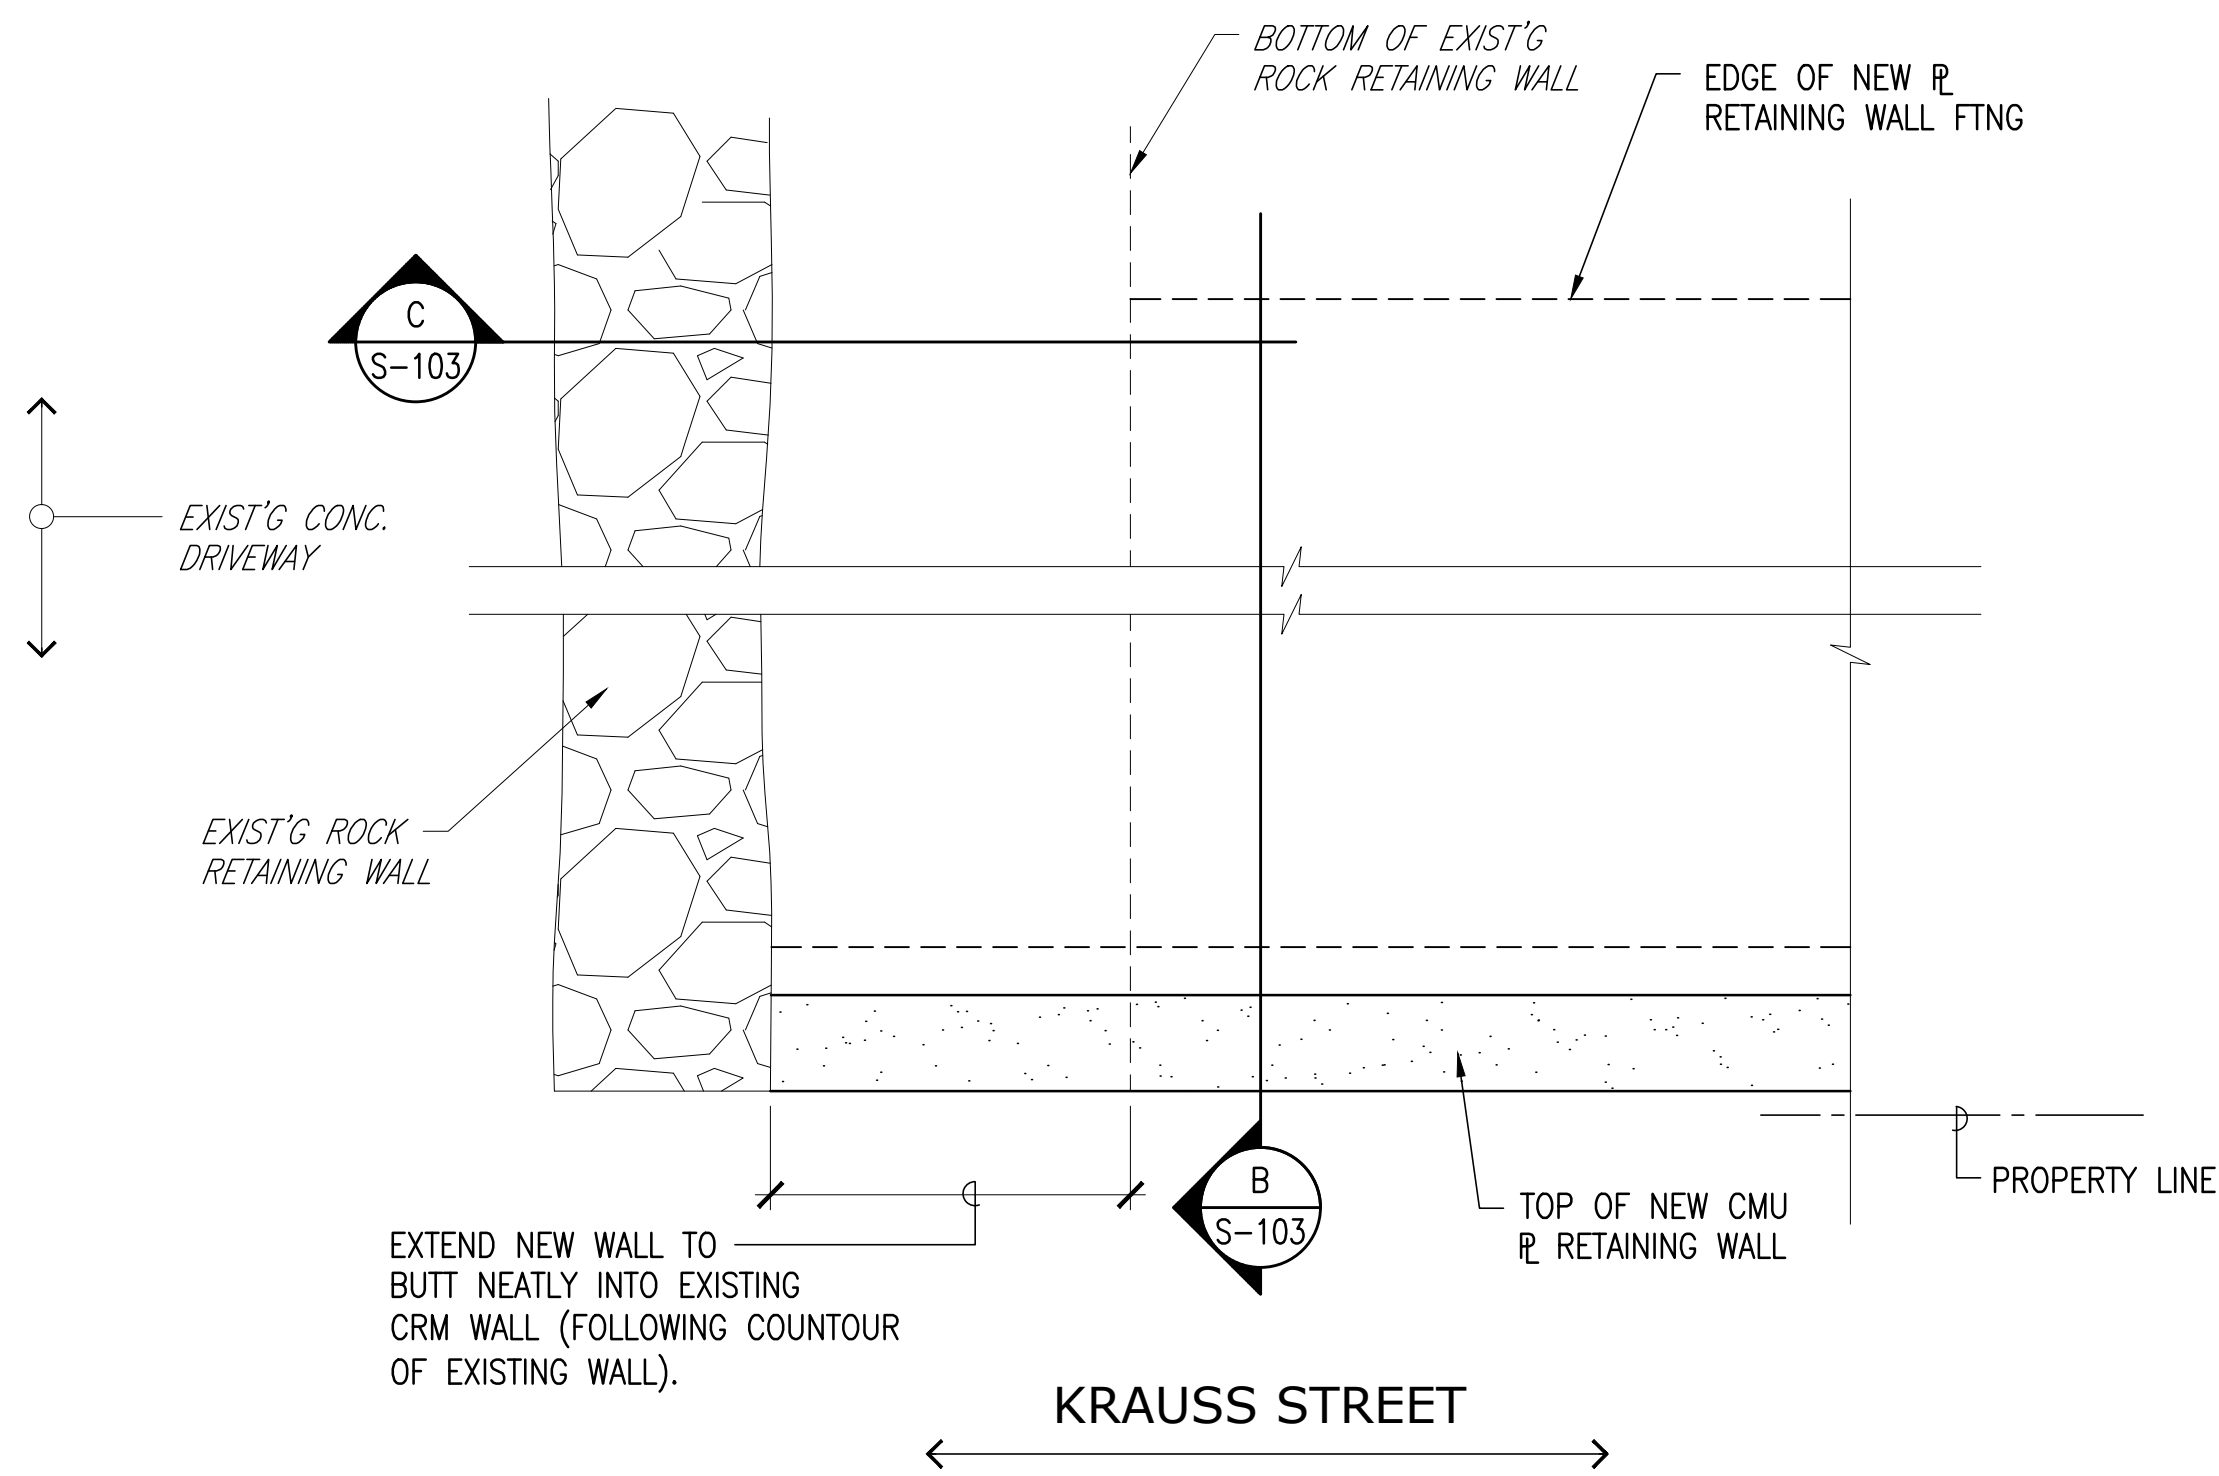 BOTTOM OF EXIST'G
ROCK RETAINING WALL
EDGE OF NEW ⅊
RETAINING WALL FTNG
C
S-103
EXIST'G CONC.
DRIVEWAY
EXIST'G ROCK
RETAINING WALL
B
S-103
PROPERTY LINE
TOP OF NEW CMU
⅊ RETAINING WALL
EXTEND NEW WALL TO
BUTT NEATLY INTO EXISTING
CRM WALL (FOLLOWING COUNTOUR
OF EXISTING WALL).
KRAUSS STREET